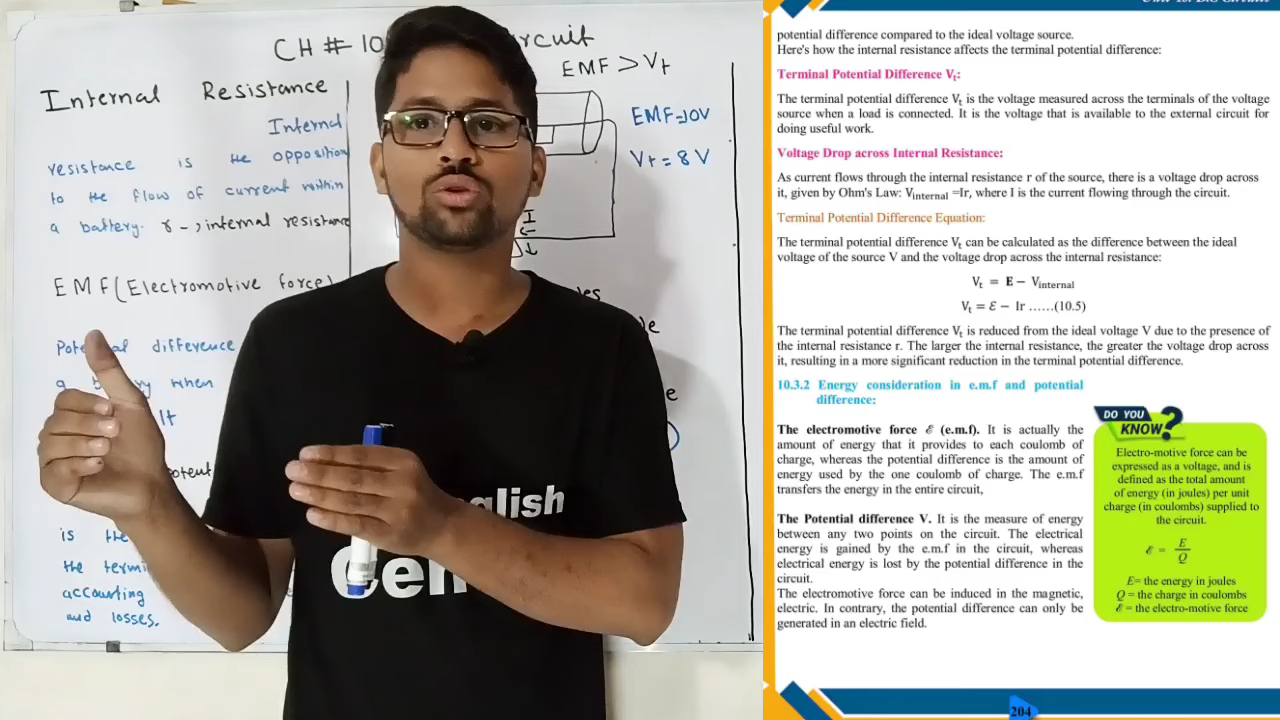 CH # 10
rcuit
EMF > Vt
Internal Resistance
EMF=10V
Vt = 8 V
Internal
resistance is the opposition
to the flow of current within
a battery. r → internal resistance
I
EMF (Electromotive force)
Potential difference
a battery when
is the
the termi
accounting
and losses.
glish
Cen
potential difference compared to the ideal voltage source.
Here's how the internal resistance affects the terminal potential difference:
Terminal Potential Difference Vt:
The terminal potential difference Vt is the voltage measured across the terminals of the voltage
source when a load is connected. It is the voltage that is available to the external circuit for
doing useful work.
Voltage Drop across Internal Resistance:
As current flows through the internal resistance r of the source, there is a voltage drop across
it, given by Ohm's Law: Vinternal =Ir, where I is the current flowing through the circuit.
Terminal Potential Difference Equation:
The terminal potential difference Vt can be calculated as the difference between the ideal
voltage of the source V and the voltage drop across the internal resistance:
Vt = E − Vinternal
Vt = ℰ − Ir ......(10.5)
The terminal potential difference Vt is reduced from the ideal voltage V due to the presence of
the internal resistance r. The larger the internal resistance, the greater the voltage drop across
it, resulting in a more significant reduction in the terminal potential difference.
10.3.2 Energy consideration in e.m.f and potential
difference:
The electromotive force ℰ (e.m.f). It is actually the
amount of energy that it provides to each coulomb of
charge, whereas the potential difference is the amount of
energy used by the one coulomb of charge. The e.m.f
transfers the energy in the entire circuit,
The Potential difference V. It is the measure of energy
between any two points on the circuit. The electrical
energy is gained by the e.m.f in the circuit, whereas
electrical energy is lost by the potential difference in the
circuit.
The electromotive force can be induced in the magnetic,
electric. In contrary, the potential difference can only be
generated in an electric field.
DO YOU
KNOW?
Electro-motive force can be
expressed as a voltage, and is
defined as the total amount
of energy (in joules) per unit
charge (in coulombs) supplied to
the circuit.
ℰ = E/Q
E= the energy in joules
Q = the charge in coulombs
ℰ = the electro-motive force
204